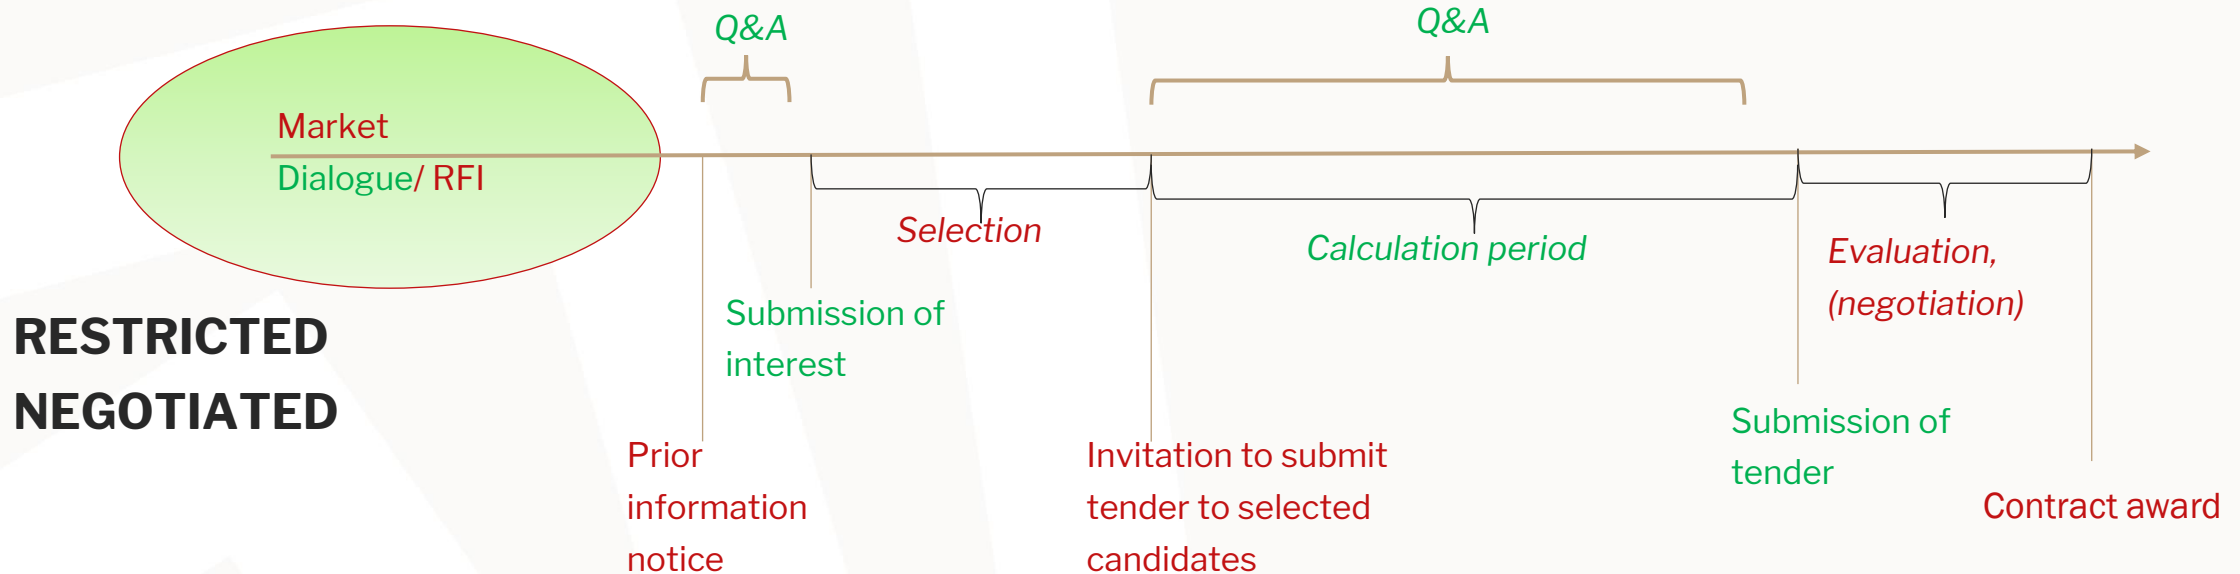 Q&A
Q&A
Market
Dialogue/ RFI
Selection
Calculation period
Evaluation,
(negotiation)
Submission of
interest
RESTRICTED
NEGOTIATED
Prior
information
notice
Invitation to submit
tender to selected
candidates
Submission of
tender
Contract award